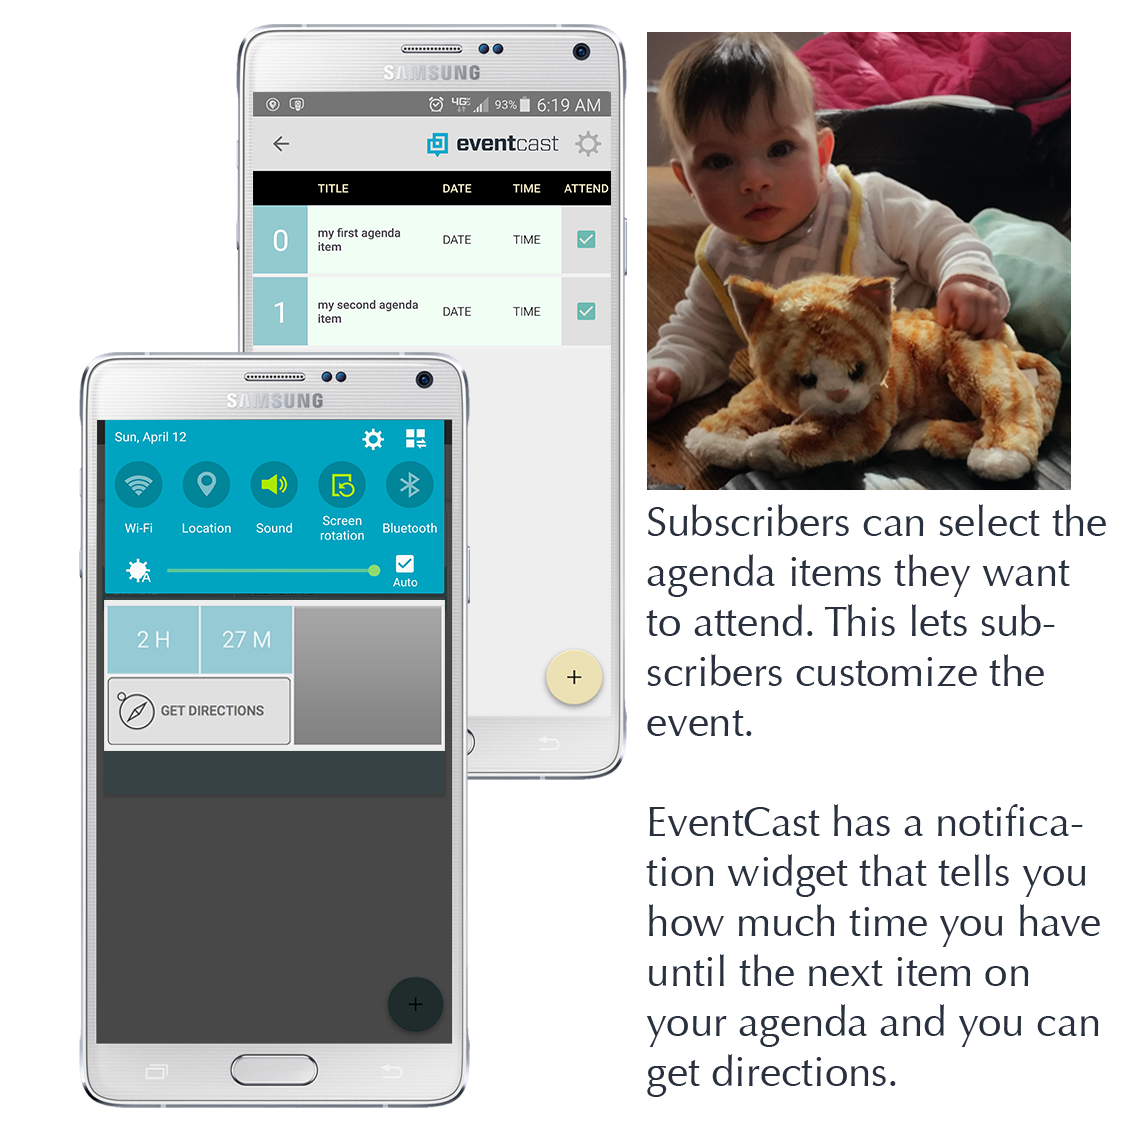 SAMSUNG
4G 93% 6:19 AM
eventcast
TITLE DATE TIME ATTEND
0 my first agenda DATE TIME
item
1 my second agenda DATE TIME
item
+
SAMSUNG
Sun, April 12
Wi-Fi Location Sound Screen Bluetooth
rotation
A Auto
2 H 27 M
GET DIRECTIONS
+
Subscribers can select the
agenda items they want
to attend. This lets sub-
scribers customize the
event.
EventCast has a notifica-
tion widget that tells you
how much time you have
until the next item on
your agenda and you can
get directions.